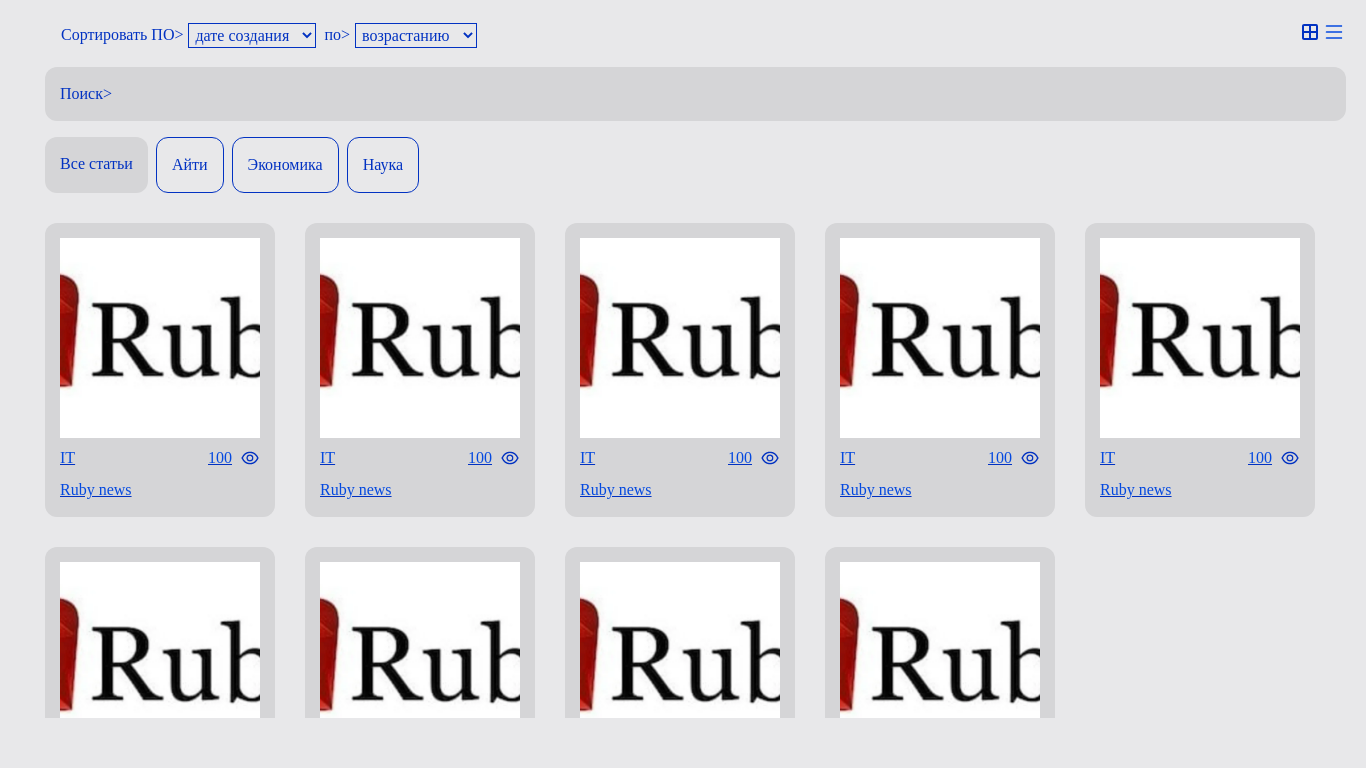 Сортировать ПО> дате создания по> возрастанию
Поиск>
Все статьи Айти Экономика Наука
Rub Rub Rub Rub Rub
IT 100 IT 100 IT 100 IT 100 IT 100
Ruby news Ruby news Ruby news Ruby news Ruby news
Rub Rub Rub Rub